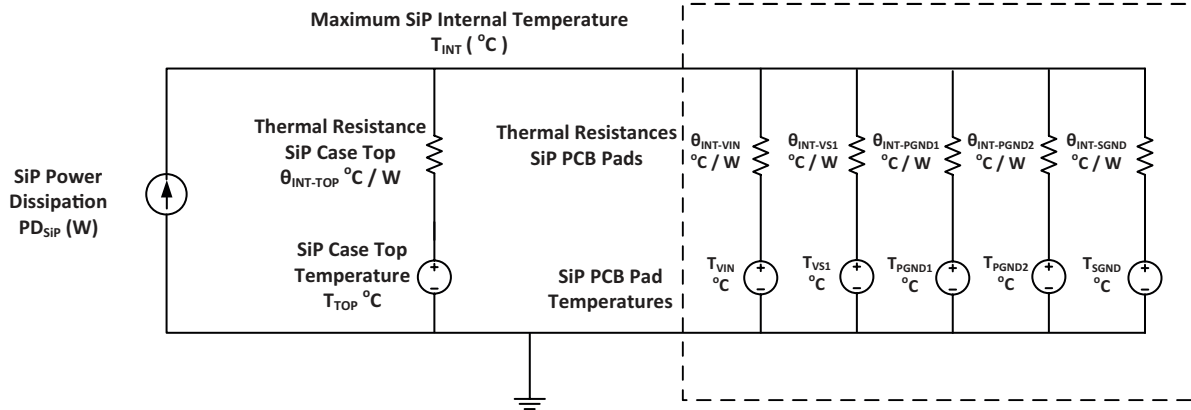 Maximum SiP Internal Temperature
T_INT ( °C )
SiP Power
Dissipation
PD_SiP (W)
Thermal Resistance
SiP Case Top
θ_INT-TOP °C / W
SiP Case Top
Temperature
T_TOP °C
Thermal Resistances
SiP PCB Pads
SiP PCB Pad
Temperatures
θ_INT-VIN
°C / W
θ_INT-VS1
°C / W
θ_INT-PGND1
°C / W
θ_INT-PGND2
°C / W
θ_INT-SGND
°C / W
T_VIN
°C
T_VS1
°C
T_PGND1
°C
T_PGND2
°C
T_SGND
°C